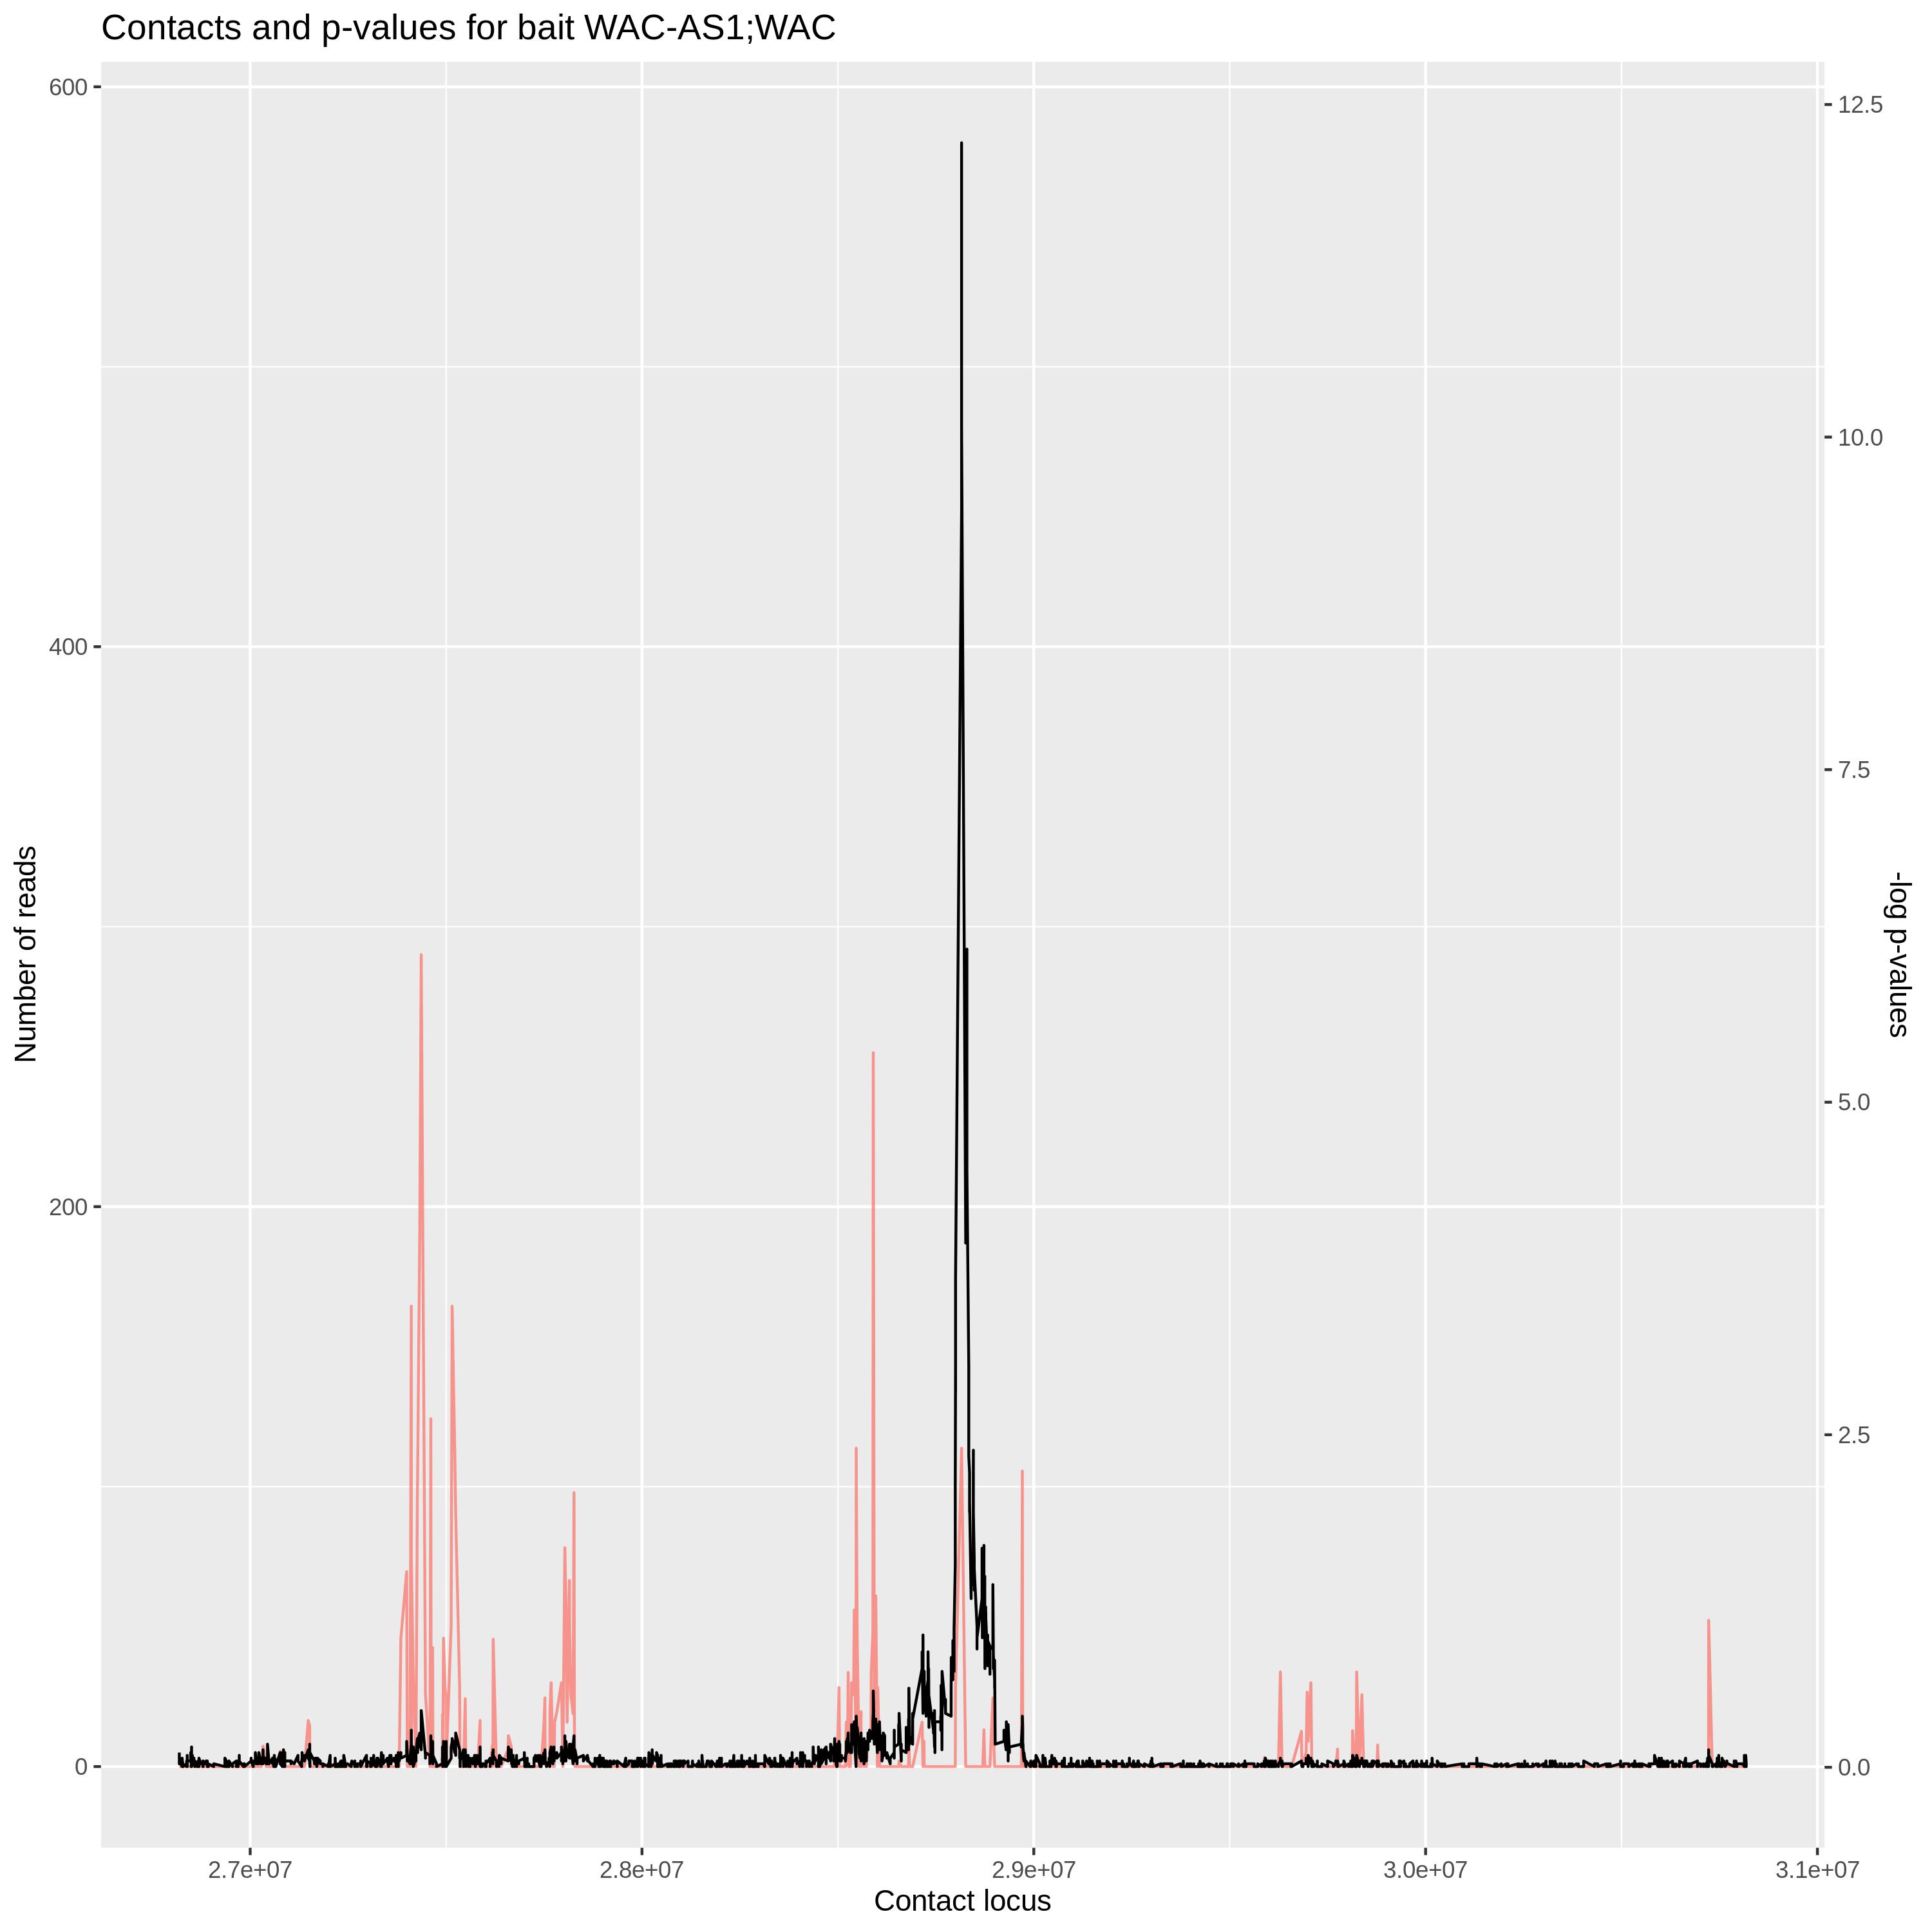 Contacts and p-values for bait WAC-AS1;WAC
600
400
200
0
Number of reads
12.5
10.0
7.5
5.0
2.5
0.0
-log p-values
2.7e+07
2.8e+07
2.9e+07
3.0e+07
3.1e+07
Contact locus